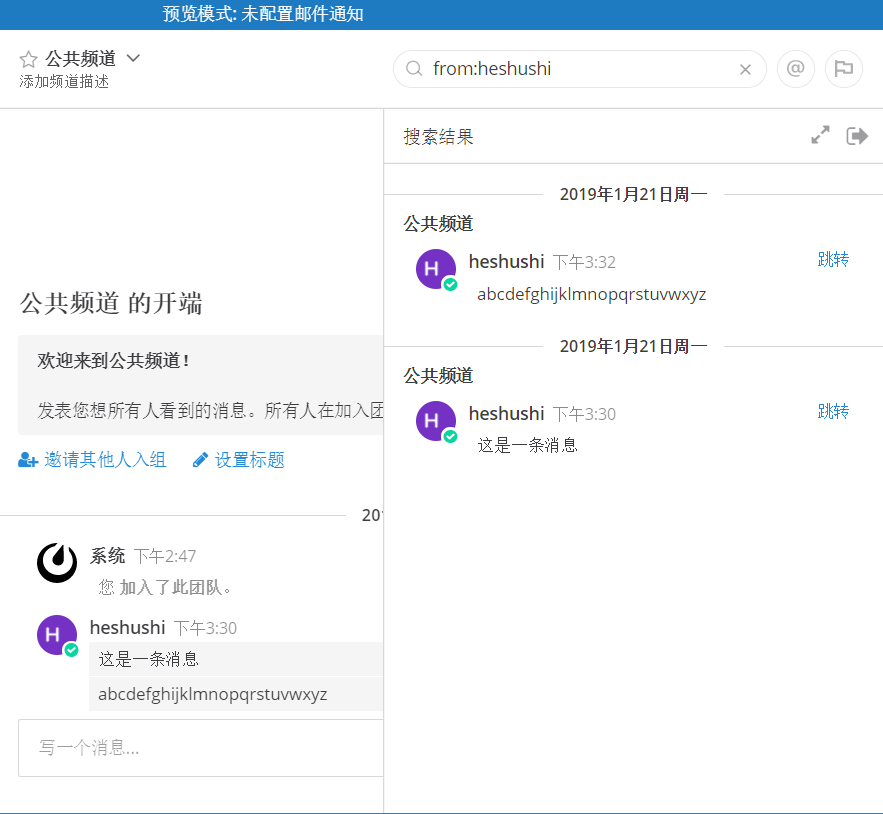 预览模式: 未配置邮件通知
公共频道
添加频道描述
from:heshushi
@
公共频道 的开端
欢迎来到公共频道！
发表您想所有人看到的消息。所有人在加入团
邀请其他人入组 设置标题
201
系统 下午2:47
您 加入了此团队。
H heshushi 下午3:30
这是一条消息
abcdefghijklmnopqrstuvwxyz
写一个消息...
搜索结果
2019年1月21日周一
公共频道
H heshushi 下午3:32 跳转
abcdefghijklmnopqrstuvwxyz
2019年1月21日周一
公共频道
H heshushi 下午3:30 跳转
这是一条消息